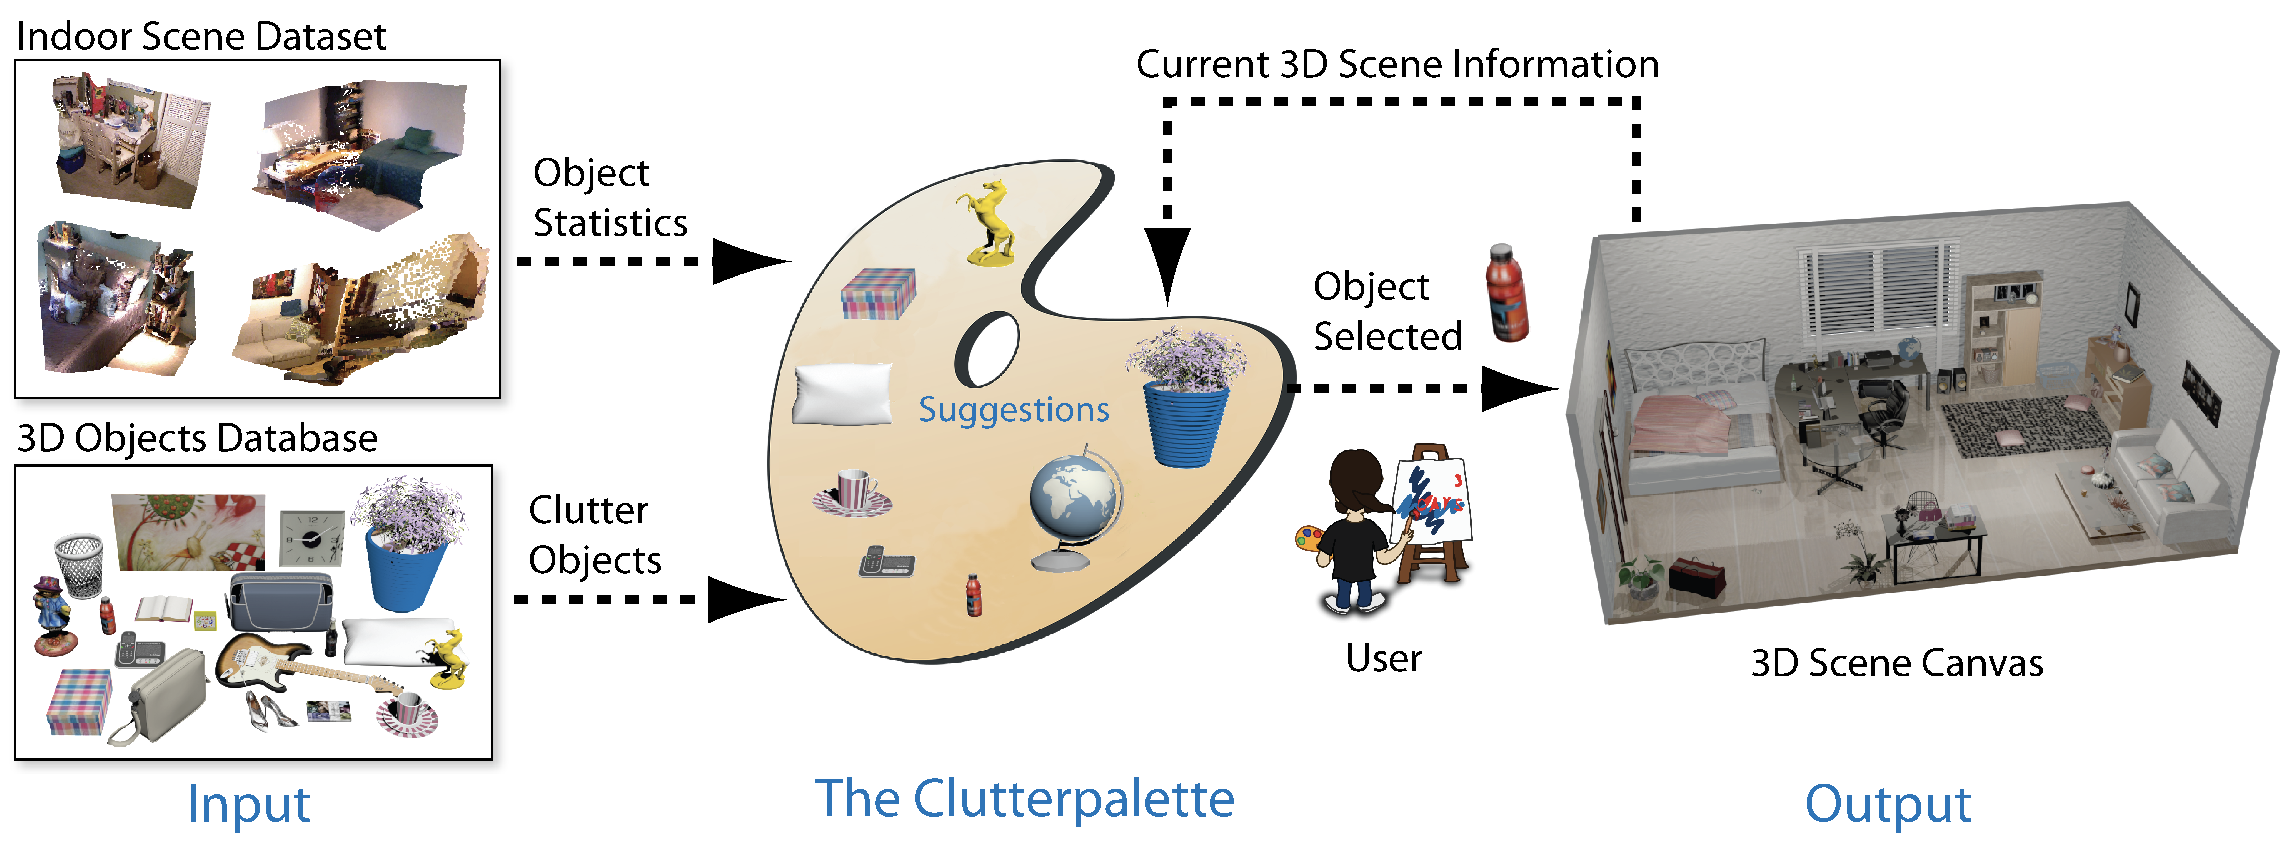 Indoor Scene Dataset
3D Objects Database
Input
Object
Statistics
Clutter
Objects
Suggestions
The Clutterpalette
Current 3D Scene Information
Object
Selected
User
3D Scene Canvas
Output